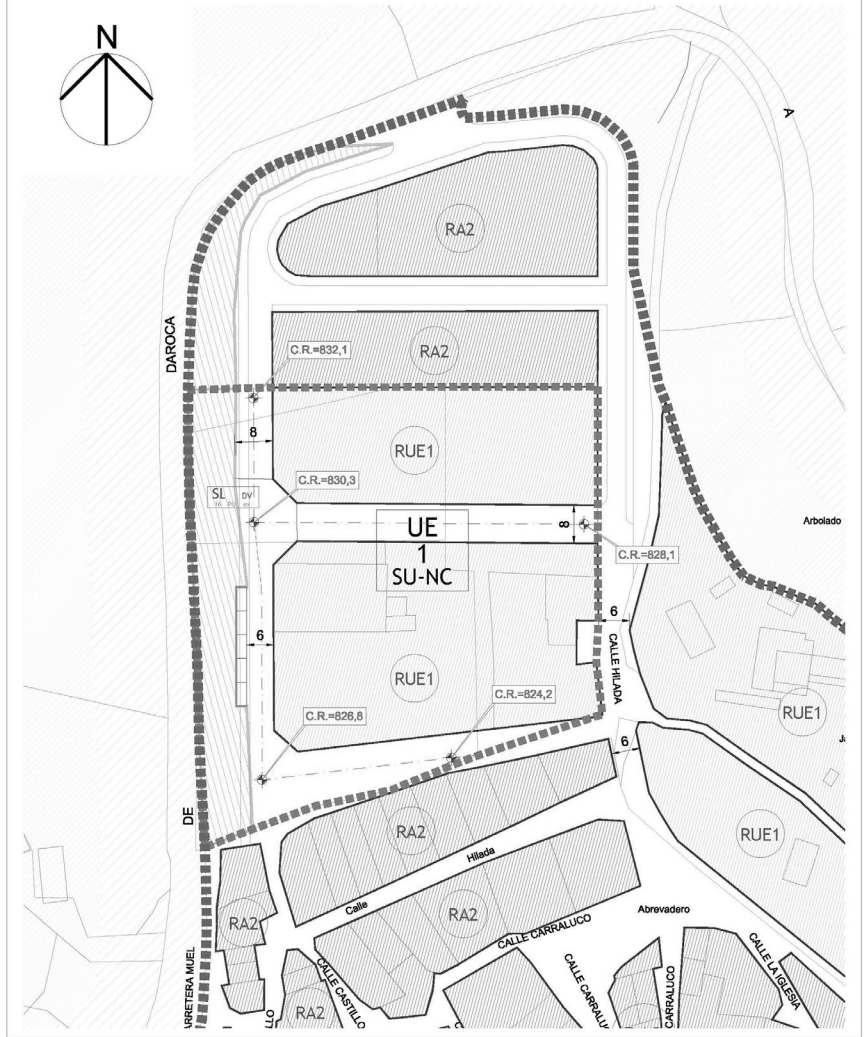 N
A
RA2
DAROCA
C.R.=832,1
RA2
8
RUE1
SL DV
C.R.=830,3
UE
1
SU-NC
8
C.R.=828,1
Arbolado
6
6
CALLE HILADA
RUE1
C.R.=824,2
RUE1
C.R.=826,8
6
DE
RA2
RUE1
Calle Hilada
RA2
RA2
Abrevadero
CALLE CARRALUCO
CALLE LA IGLESIA
CALLE CARRALU
CARRALUCO
CALLE CASTILLO
ARRETERA MUEL
LLO
RA2